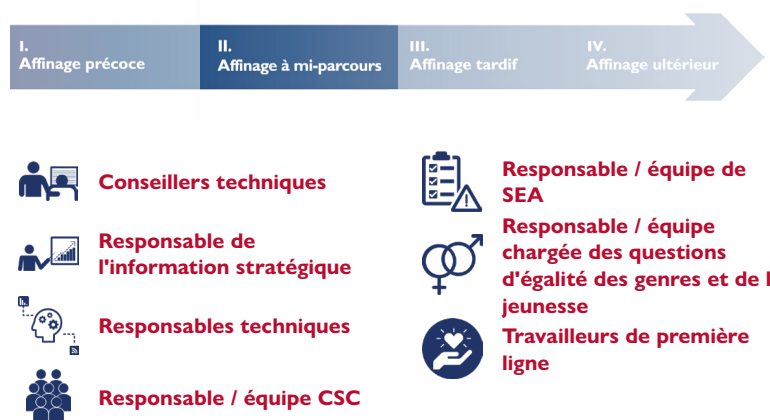 I.
Affinage précoce
II.
Affinage à mi-parcours
III.
Affinage tardif
IV.
Affinage ultérieur
Conseillers techniques
Responsable de
l'information stratégique
Responsables techniques
Responsable / équipe CSC
Responsable / équipe de
SEA
Responsable / équipe
chargée des questions
d'égalité des genres et de l
jeunesse
Travailleurs de première
ligne